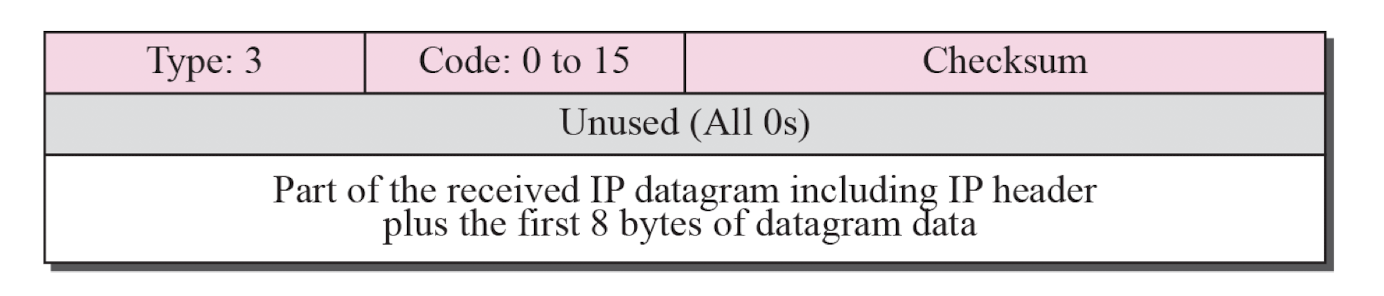 Type: 3 Code: 0 to 15 Checksum
Unused (All 0s)
Part of the received IP datagram including IP header
plus the first 8 bytes of datagram data